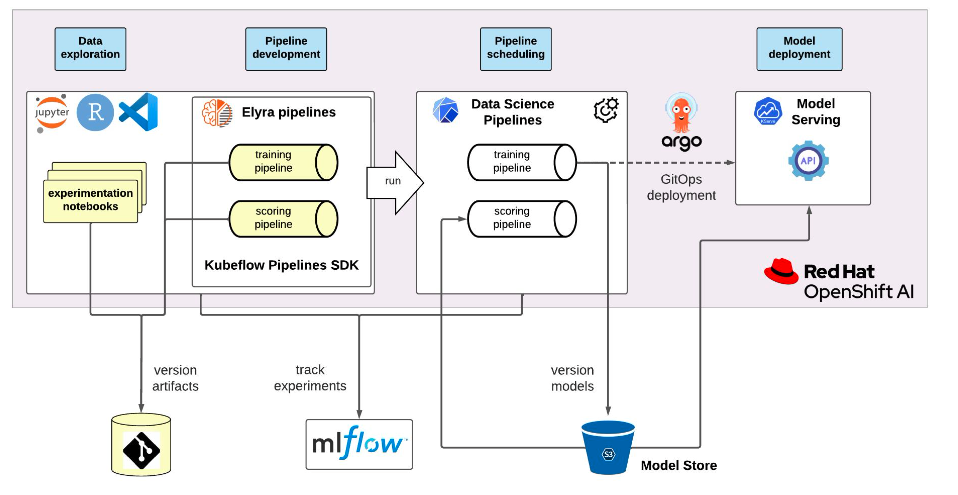 Data
exploration
Pipeline
development
Pipeline
scheduling
Model
deployment
jupyter
R
Elyra pipelines
training
pipeline
scoring
pipeline
Kubeflow Pipelines SDK
experimentation
notebooks
run
Data Science
Pipelines
training
pipeline
scoring
pipeline
argo
GitOps
deployment
Model
Serving
KServe
API
Red Hat
OpenShift AI
version
artifacts
track
experiments
version
models
mlflow
S3
Model Store